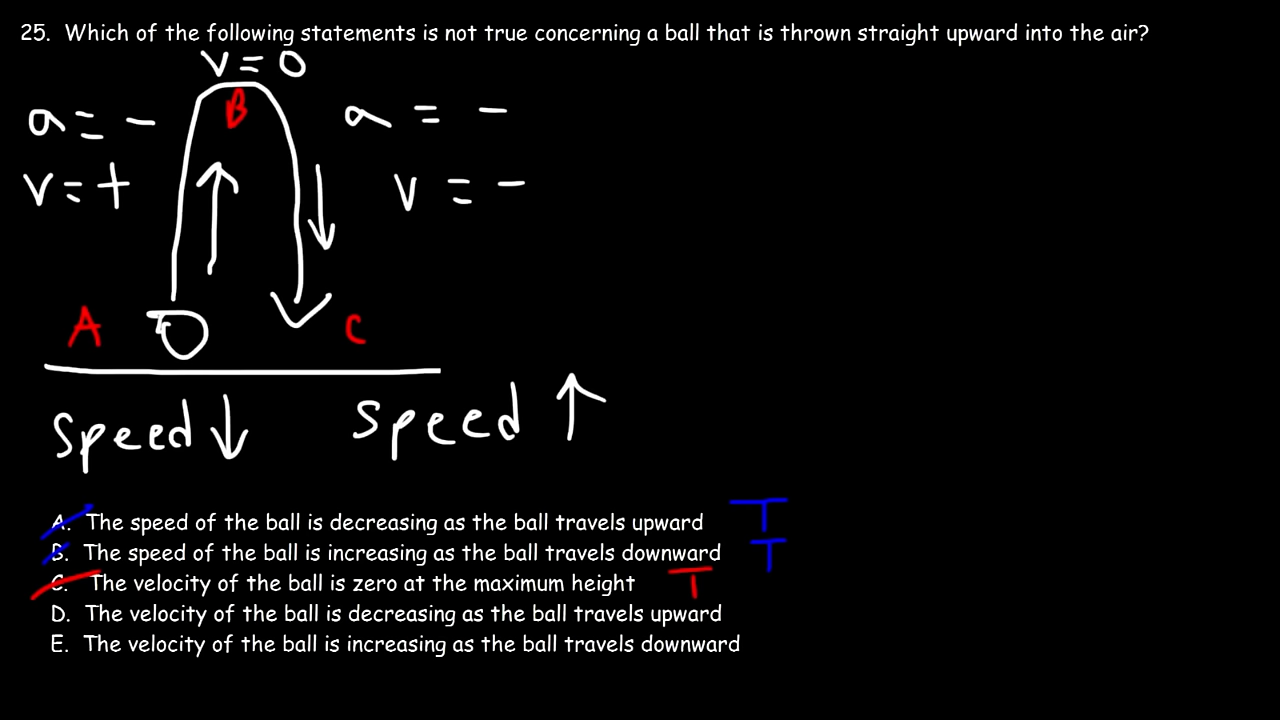 25. Which of the following statements is not true concerning a ball that is thrown straight upward into the air?
v = 0
B
a = -
a = -
v = +
v = -
A
C
Speed ↓
Speed ↑
A. The speed of the ball is decreasing as the ball travels upward T
B. The speed of the ball is increasing as the ball travels downward T
C. The velocity of the ball is zero at the maximum height T
D. The velocity of the ball is decreasing as the ball travels upward
E. The velocity of the ball is increasing as the ball travels downward